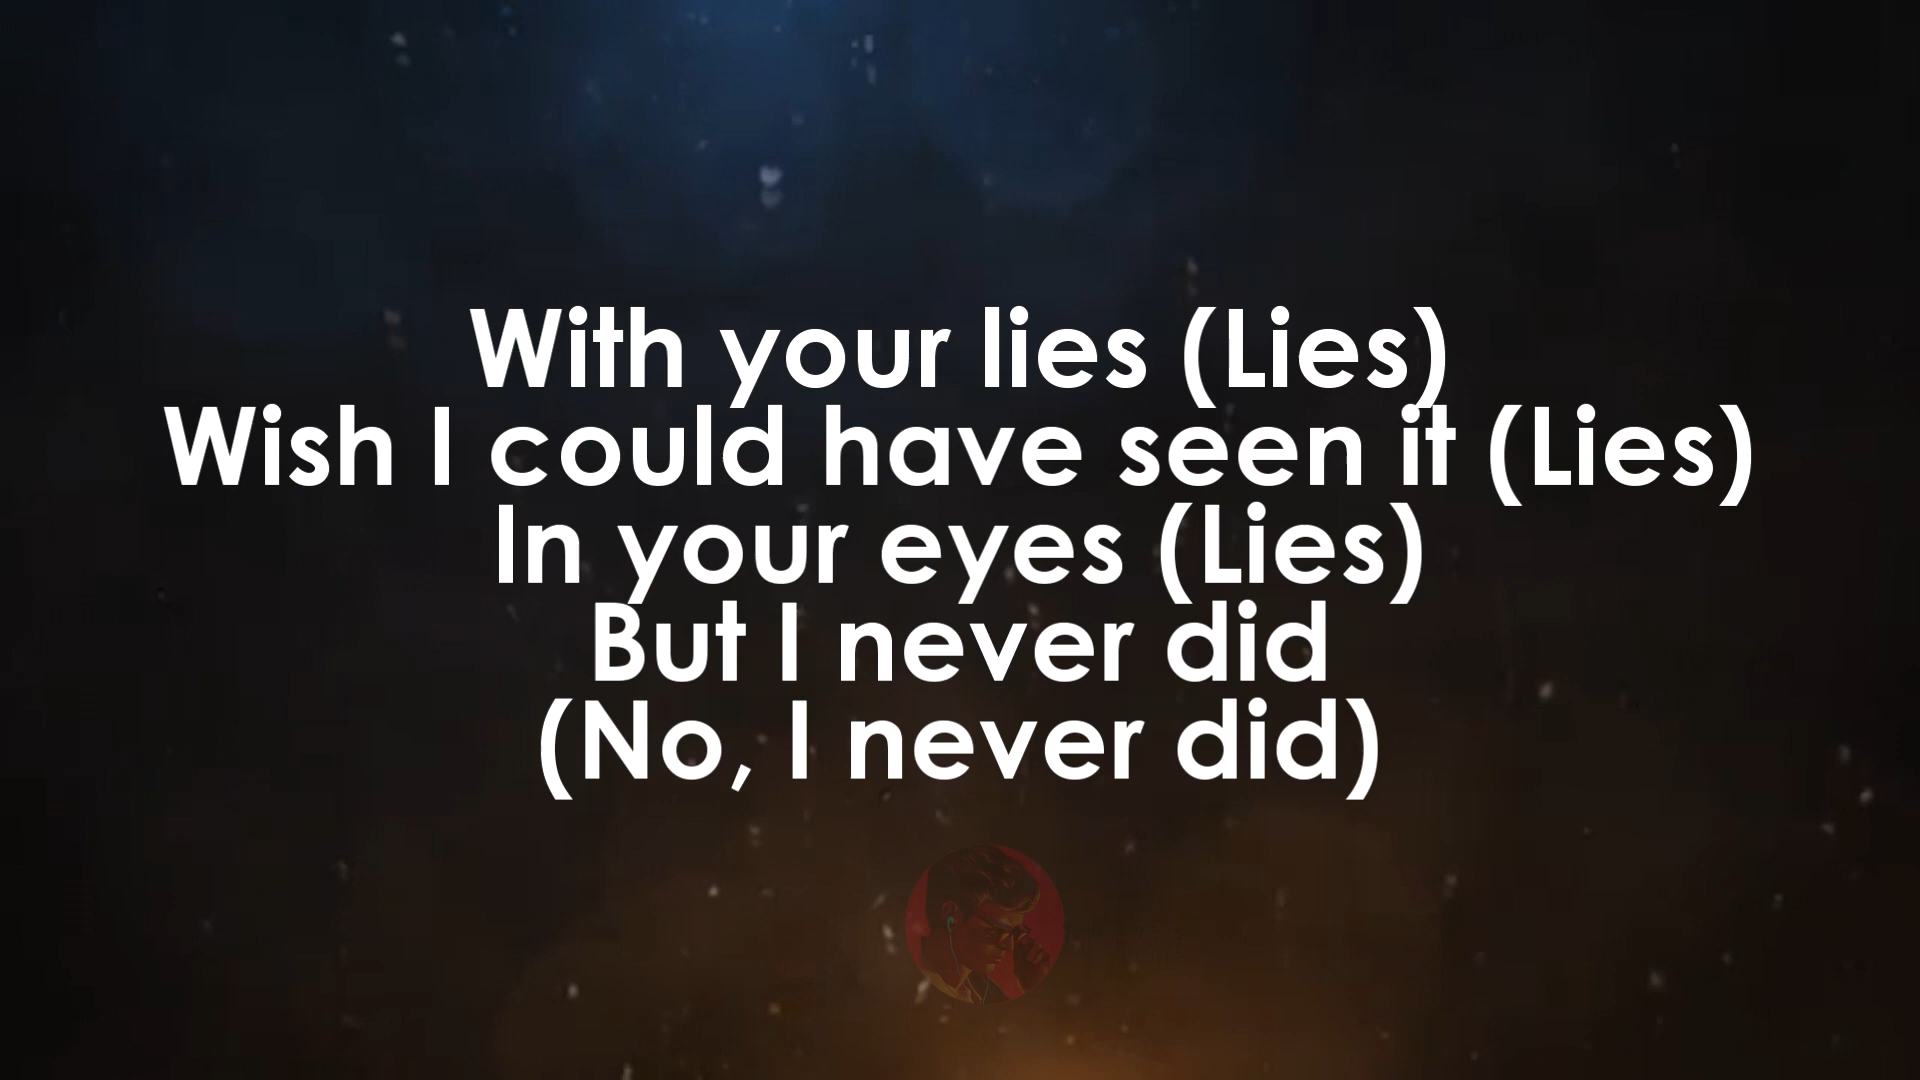 With your lies (Lies)
Wish I could have seen it (Lies)
In your eyes (Lies)
But I never did
(No, I never did)